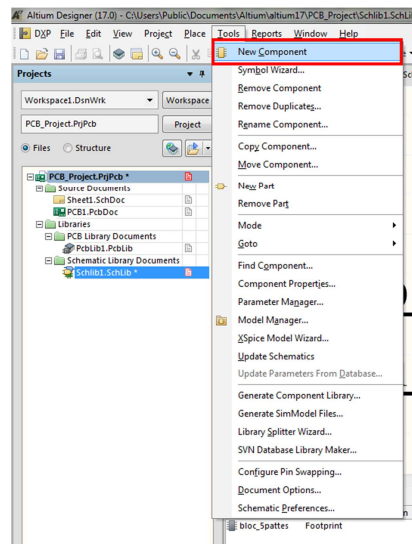 Altium Designer (17.0) - C:\Users\Public\Documents\Altium\altium17\PCB_Project\Schlib1.SchLi
DXP File Edit View Project Place Tools Reports Window Help
Projects
Workspace1.DsnWrk Workspace
PCB_Project.PrjPcb Project
Files Structure
PCB_Project.PrjPcb *
Source Documents
Sheet1.SchDoc
PCB1.PcbDoc
Libraries
PCB Library Documents
PcbLib1.PcbLib
Schematic Library Documents
Schlib1.SchLib *
New Component
Symbol Wizard...
Remove Component
Remove Duplicates...
Rename Component...
Copy Component...
Move Component...
New Part
Remove Part
Mode
Goto
Find Component...
Component Properties...
Parameter Manager...
Model Manager...
XSpice Model Wizard...
Update Schematics
Update Parameters From Database...
Generate Component Library...
Generate SimModel Files...
Library Splitter Wizard...
SVN Database Library Maker...
Configure Pin Swapping...
Document Options...
Schematic Preferences...
bloc_5pattes Footprint